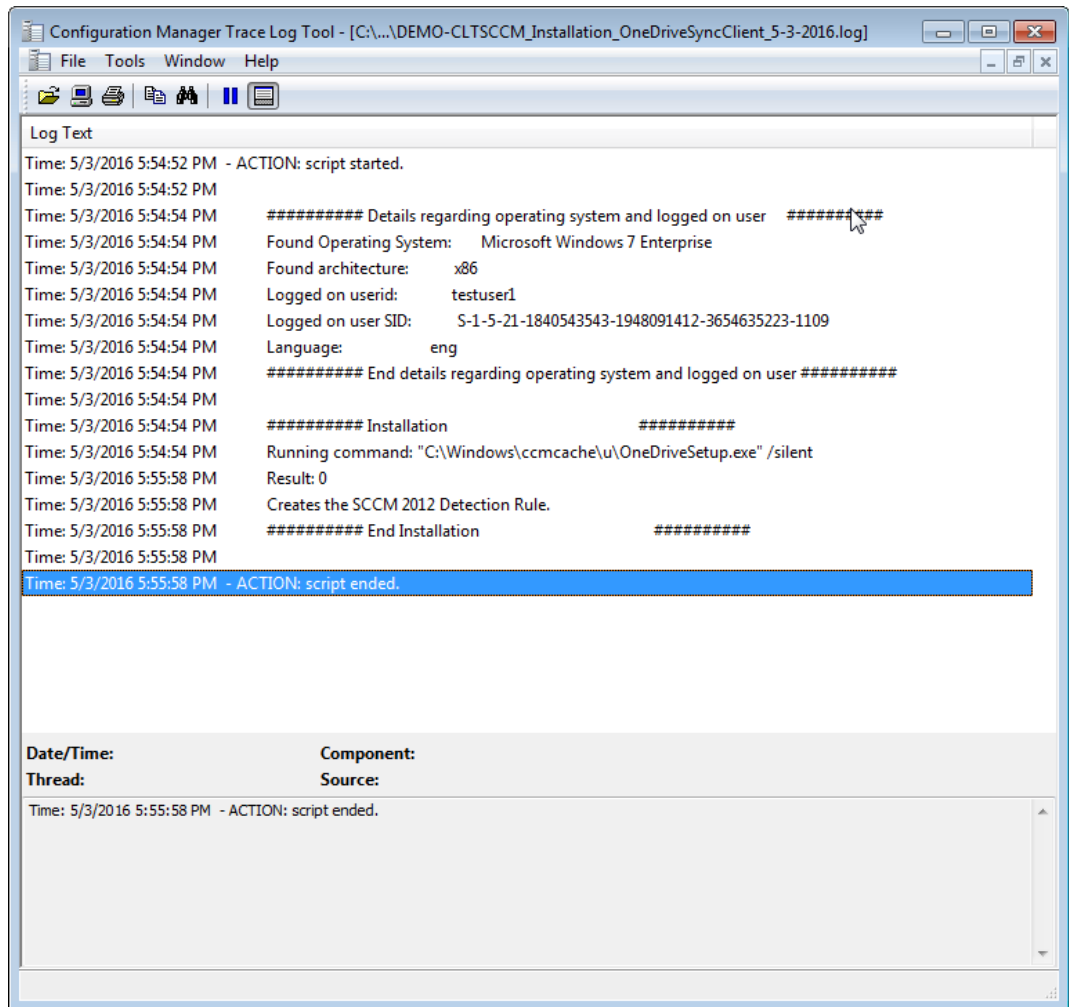 Configuration Manager Trace Log Tool - [C:\...\DEMO-CLTSCCM_Installation_OneDriveSyncClient_5-3-2016.log]
File Tools Window Help
Log Text
Time: 5/3/2016 5:54:52 PM - ACTION: script started.
Time: 5/3/2016 5:54:52 PM
Time: 5/3/2016 5:54:54 PM ########## Details regarding operating system and logged on user ##########
Time: 5/3/2016 5:54:54 PM Found Operating System: Microsoft Windows 7 Enterprise
Time: 5/3/2016 5:54:54 PM Found architecture: x86
Time: 5/3/2016 5:54:54 PM Logged on userid: testuser1
Time: 5/3/2016 5:54:54 PM Logged on user SID: S-1-5-21-1840543543-1948091412-3654635223-1109
Time: 5/3/2016 5:54:54 PM Language: eng
Time: 5/3/2016 5:54:54 PM ########## End details regarding operating system and logged on user ##########
Time: 5/3/2016 5:54:54 PM
Time: 5/3/2016 5:54:54 PM ########## Installation ##########
Time: 5/3/2016 5:54:54 PM Running command: "C:\Windows\ccmcache\u\OneDriveSetup.exe" /silent
Time: 5/3/2016 5:55:58 PM Result: 0
Time: 5/3/2016 5:55:58 PM Creates the SCCM 2012 Detection Rule.
Time: 5/3/2016 5:55:58 PM ########## End Installation ##########
Time: 5/3/2016 5:55:58 PM
Time: 5/3/2016 5:55:58 PM - ACTION: script ended.
Date/Time: Component:
Thread: Source:
Time: 5/3/2016 5:55:58 PM - ACTION: script ended.